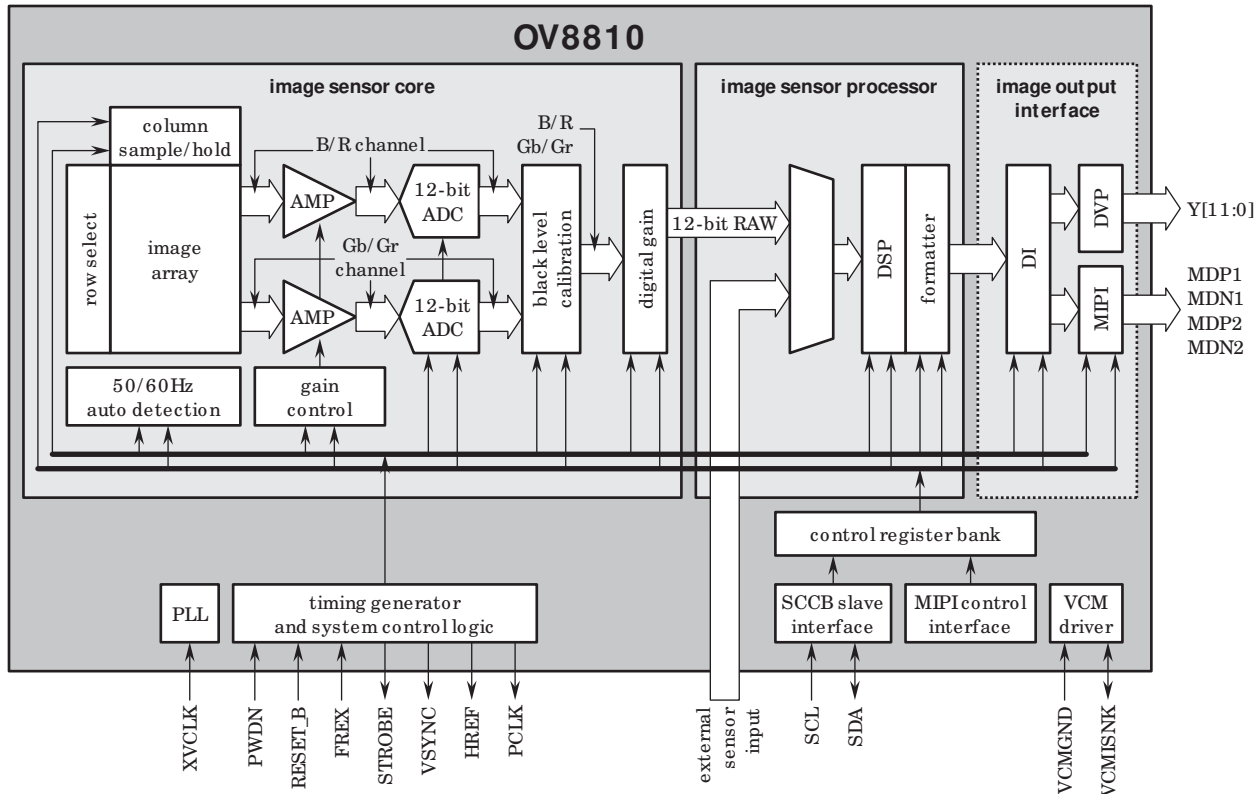 OV8810
image sensor core
image sensor processor
image output
interface
column
sample/hold
row select
image
array
B/R channel
Gb/Gr
channel
AMP
AMP
12-bit
ADC
12-bit
ADC
black level
calibration
B/R
Gb/Gr
digital gain
12-bit RAW
DSP
formatter
DI
DVP
MIPI
Y[11:0]
MDP1
MDN1
MDP2
MDN2
50/60Hz
auto detection
gain
control
control register bank
PLL
timing generator
and system control logic
SCCB slave
interface
MIPI control
interface
VCM
driver
XVCLK
PWDN
RESET_B
FREX
STROBE
VSYNC
HREF
PCLK
external
sensor
input
SCL
SDA
VCMGND
VCMISNK